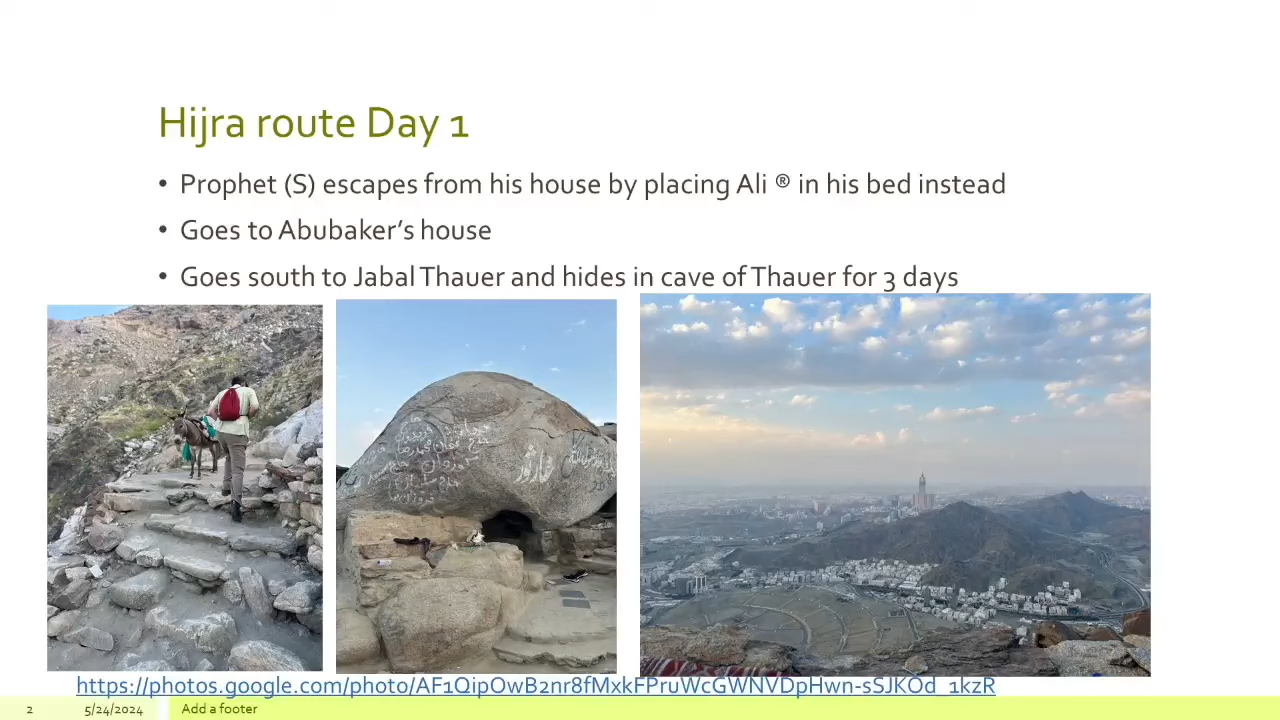 Hijra route Day 1
• Prophet (S) escapes from his house by placing Ali ® in his bed instead
• Goes to Abubaker’s house
• Goes south to Jabal Thauer and hides in cave of Thauer for 3 days
غار ثور
https://photos.google.com/photo/AF1QipOwB2nr8fMxkFPruWcGWNVDpHwn-sSJKOd_1kzR
2 5/24/2024 Add a footer